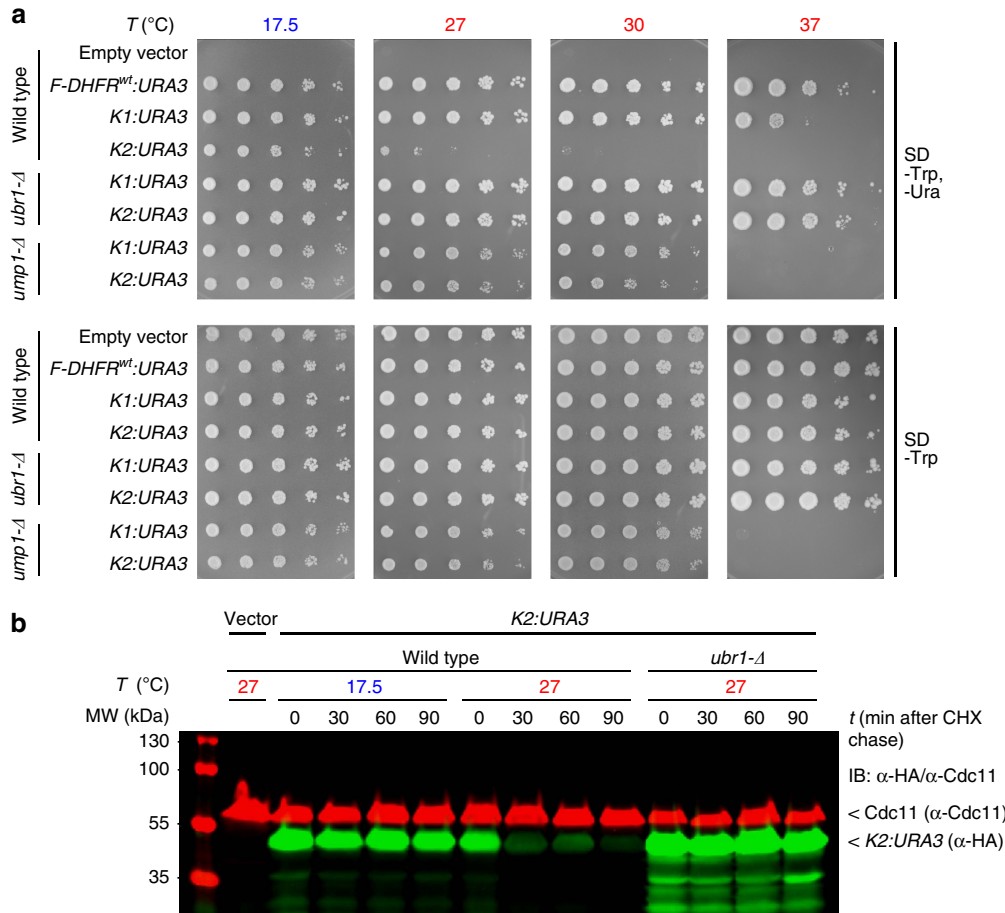 a
T (°C) 17.5 27 30 37
Wild type
Empty vector
F-DHFRwt:URA3
K1:URA3
K2:URA3
ubr1-Δ
K1:URA3
K2:URA3
ump1-Δ
K1:URA3
K2:URA3
SD
-Trp,
-Ura
Wild type
Empty vector
F-DHFRwt:URA3
K1:URA3
K2:URA3
ubr1-Δ
K1:URA3
K2:URA3
ump1-Δ
K1:URA3
K2:URA3
SD
-Trp
b
Vector K2:URA3
Wild type ubr1-Δ
T (°C) 27 17.5 27 27
MW (kDa) 0 30 60 90 0 30 60 90 0 30 60 90 t (min after CHX
chase)
130
100
55
35
IB: α-HA/α-Cdc11
< Cdc11 (α-Cdc11)
< K2:URA3 (α-HA)